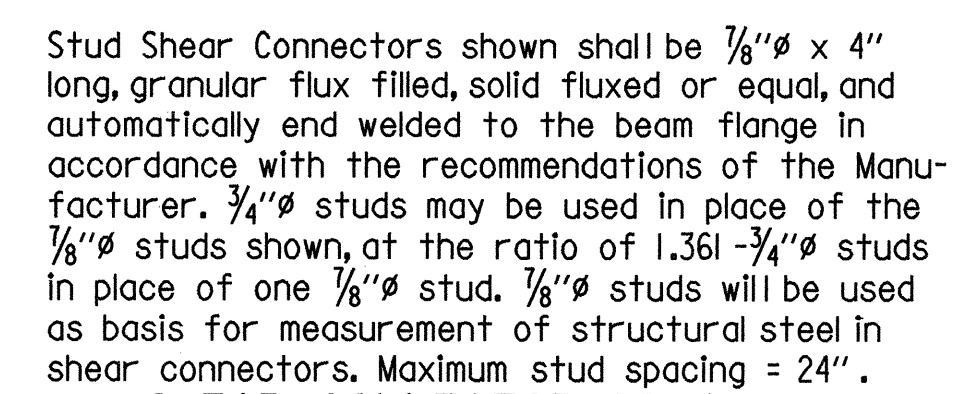 Stud Shear Connectors shown shall be 7/8"ø x 4"
long, granular flux filled, solid fluxed or equal, and
automatically end welded to the beam flange in
accordance with the recommendations of the Manu-
facturer. 3/4"ø studs may be used in place of the
7/8"ø studs shown, at the ratio of 1.361 -3/4"ø studs
in place of one 7/8"ø stud. 7/8"ø studs will be used
as basis for measurement of structural steel in
shear connectors. Maximum stud spacing = 24".